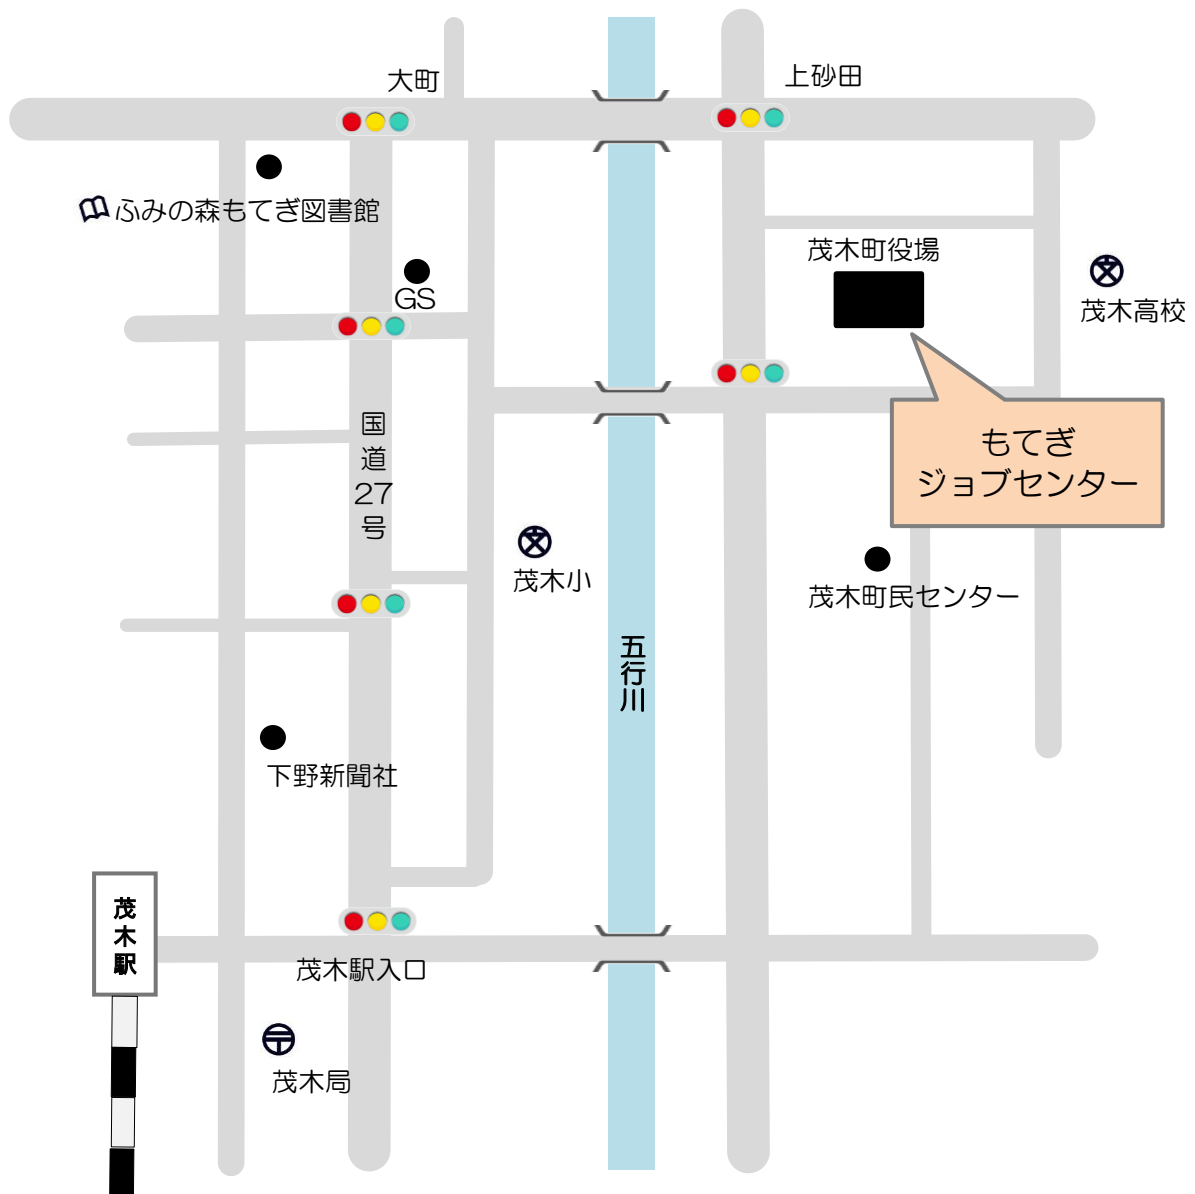 大町
上砂田
ふみの森もてぎ図書館
茂木町役場
GS
茂木高校
国
道
27
号
もてぎ
ジョブセンター
茂木小
茂木町民センター
五
行
川
下野新聞社
茂
木
駅
茂木駅入口
茂木局